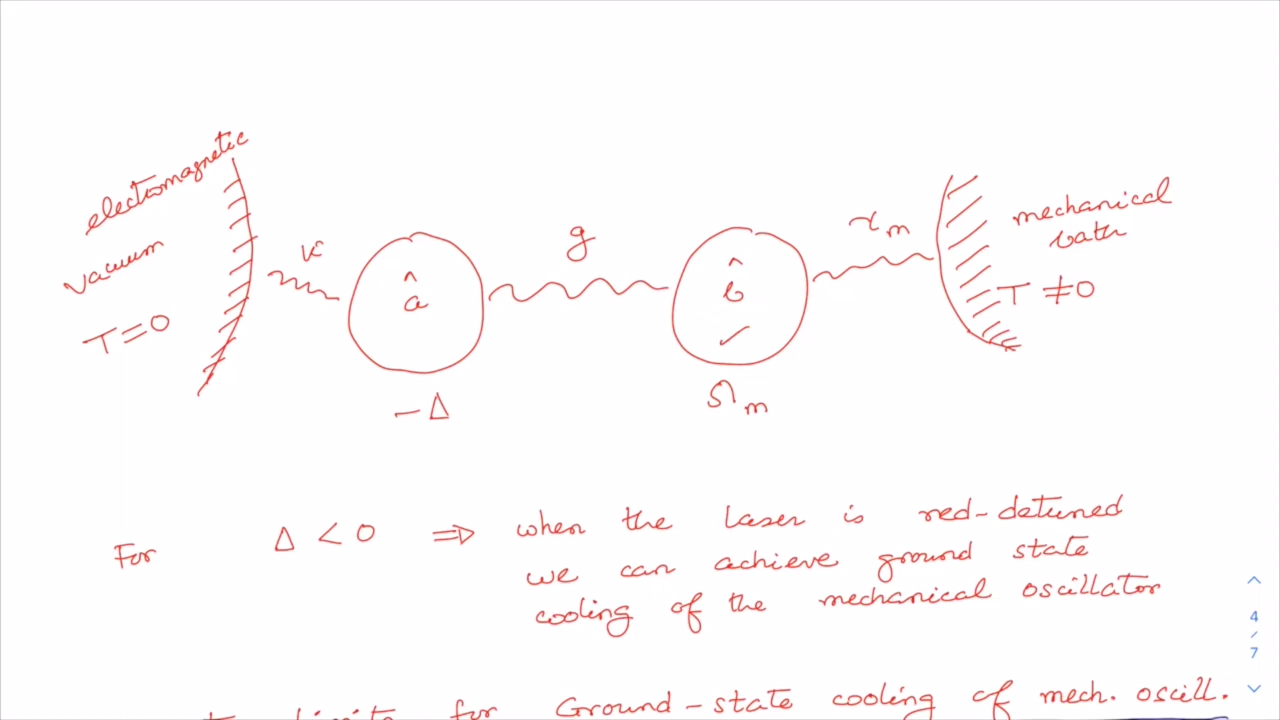 electromagnetic
vacuum
T=0
κ
â
-Δ
g
b̂
Ωm
γm
mechanical
bath
T≠0
For Δ < 0 ⇒ when the laser is red-detuned
we can achieve ground state
cooling of the mechanical oscillator
for Ground-state cooling of mech. oscill.
4
/
7